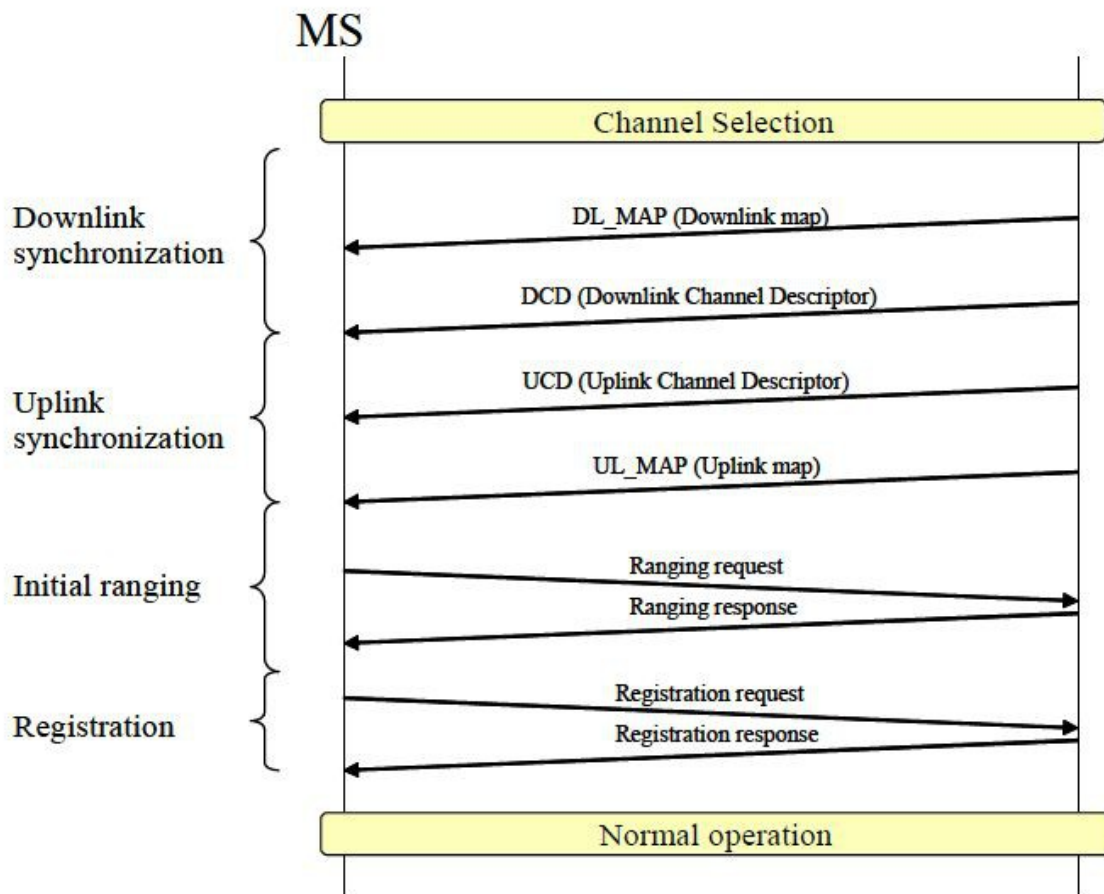 MS
Channel Selection
Downlink
synchronization
DL_MAP (Downlink map)
DCD (Downlink Channel Descriptor)
Uplink
synchronization
UCD (Uplink Channel Descriptor)
UL_MAP (Uplink map)
Initial ranging
Ranging request
Ranging response
Registration
Registration request
Registration response
Normal operation